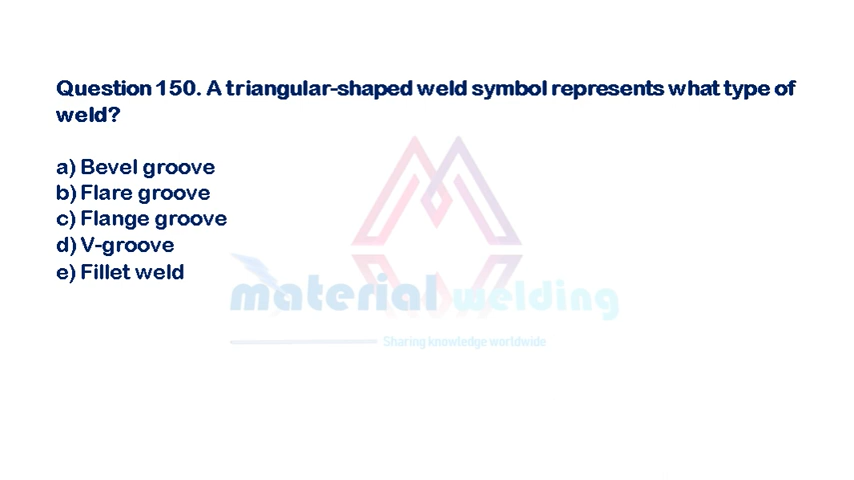 Question 150. A triangular-shaped weld symbol represents what type of
weld?
a) Bevel groove
b) Flare groove
c) Flange groove
d) V-groove
e) Fillet weld
material welding
Sharing knowledge worldwide